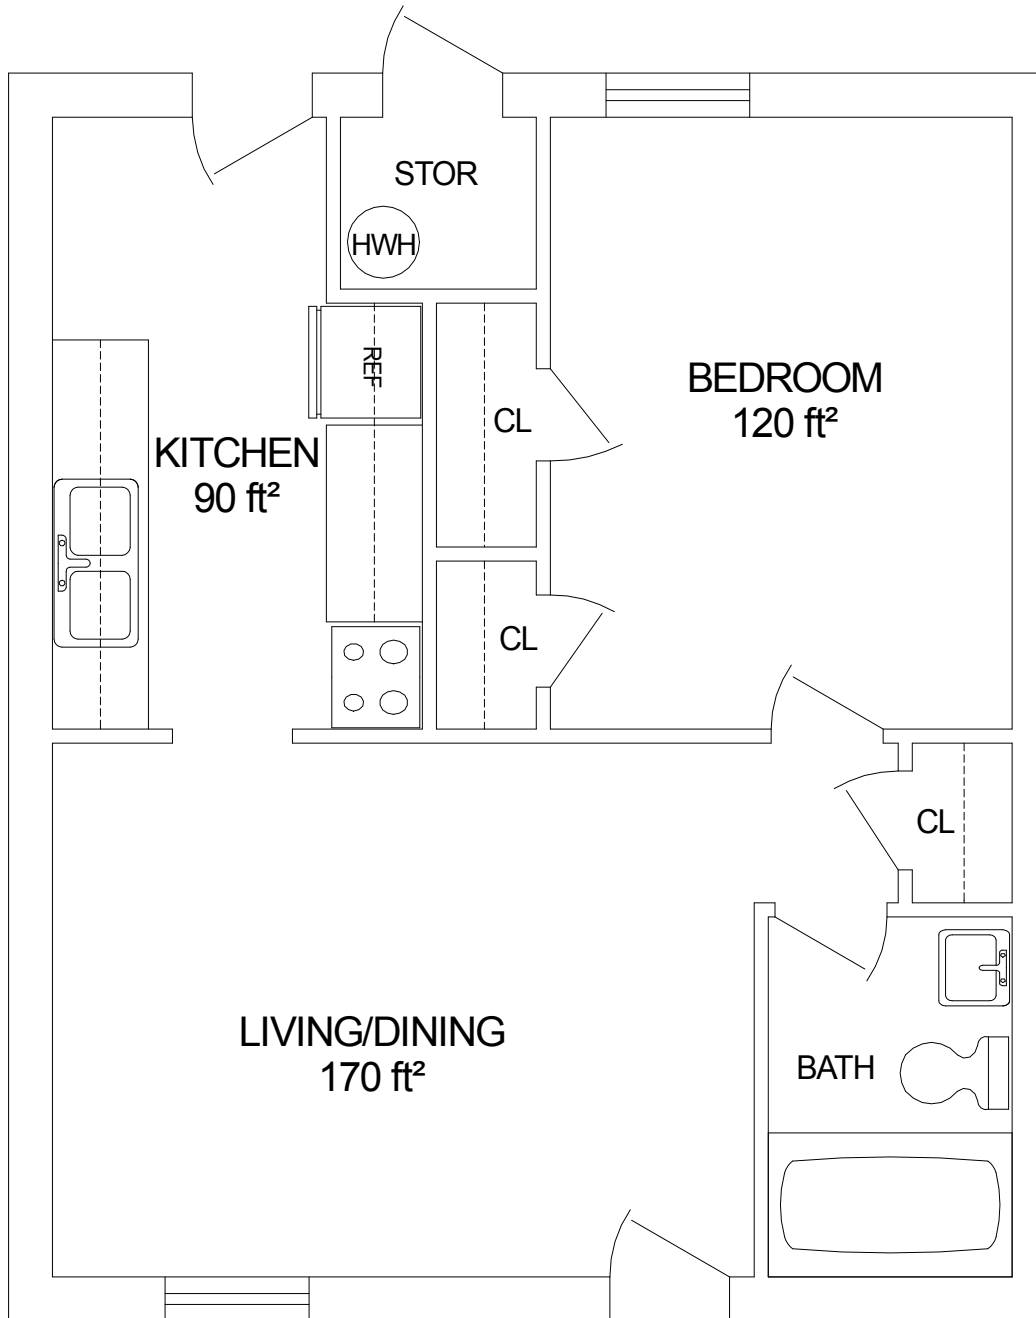 STOR
HWH
REF
BEDROOM
120 ft²
CL
KITCHEN
90 ft²
CL
CL
LIVING/DINING
170 ft²
BATH